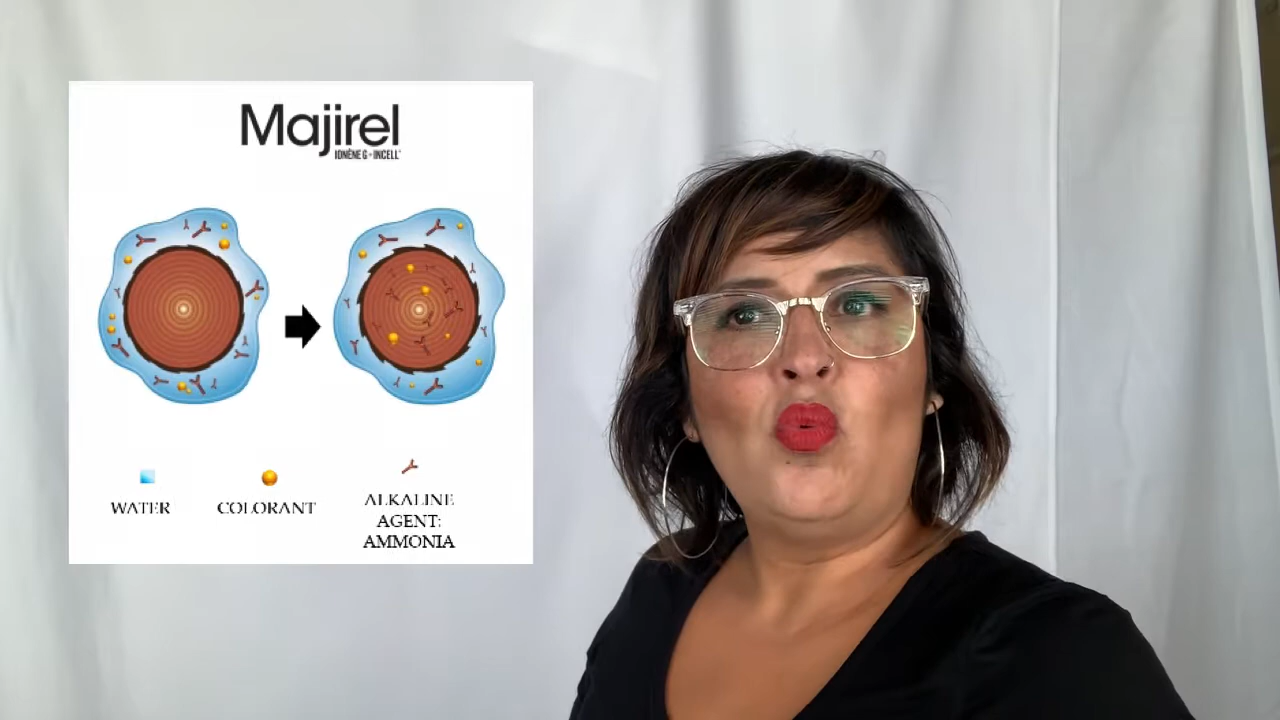 Majirel
IONÈNE G + INCELL
WATER
COLORANT
ALKALINE
AGENT:
AMMONIA